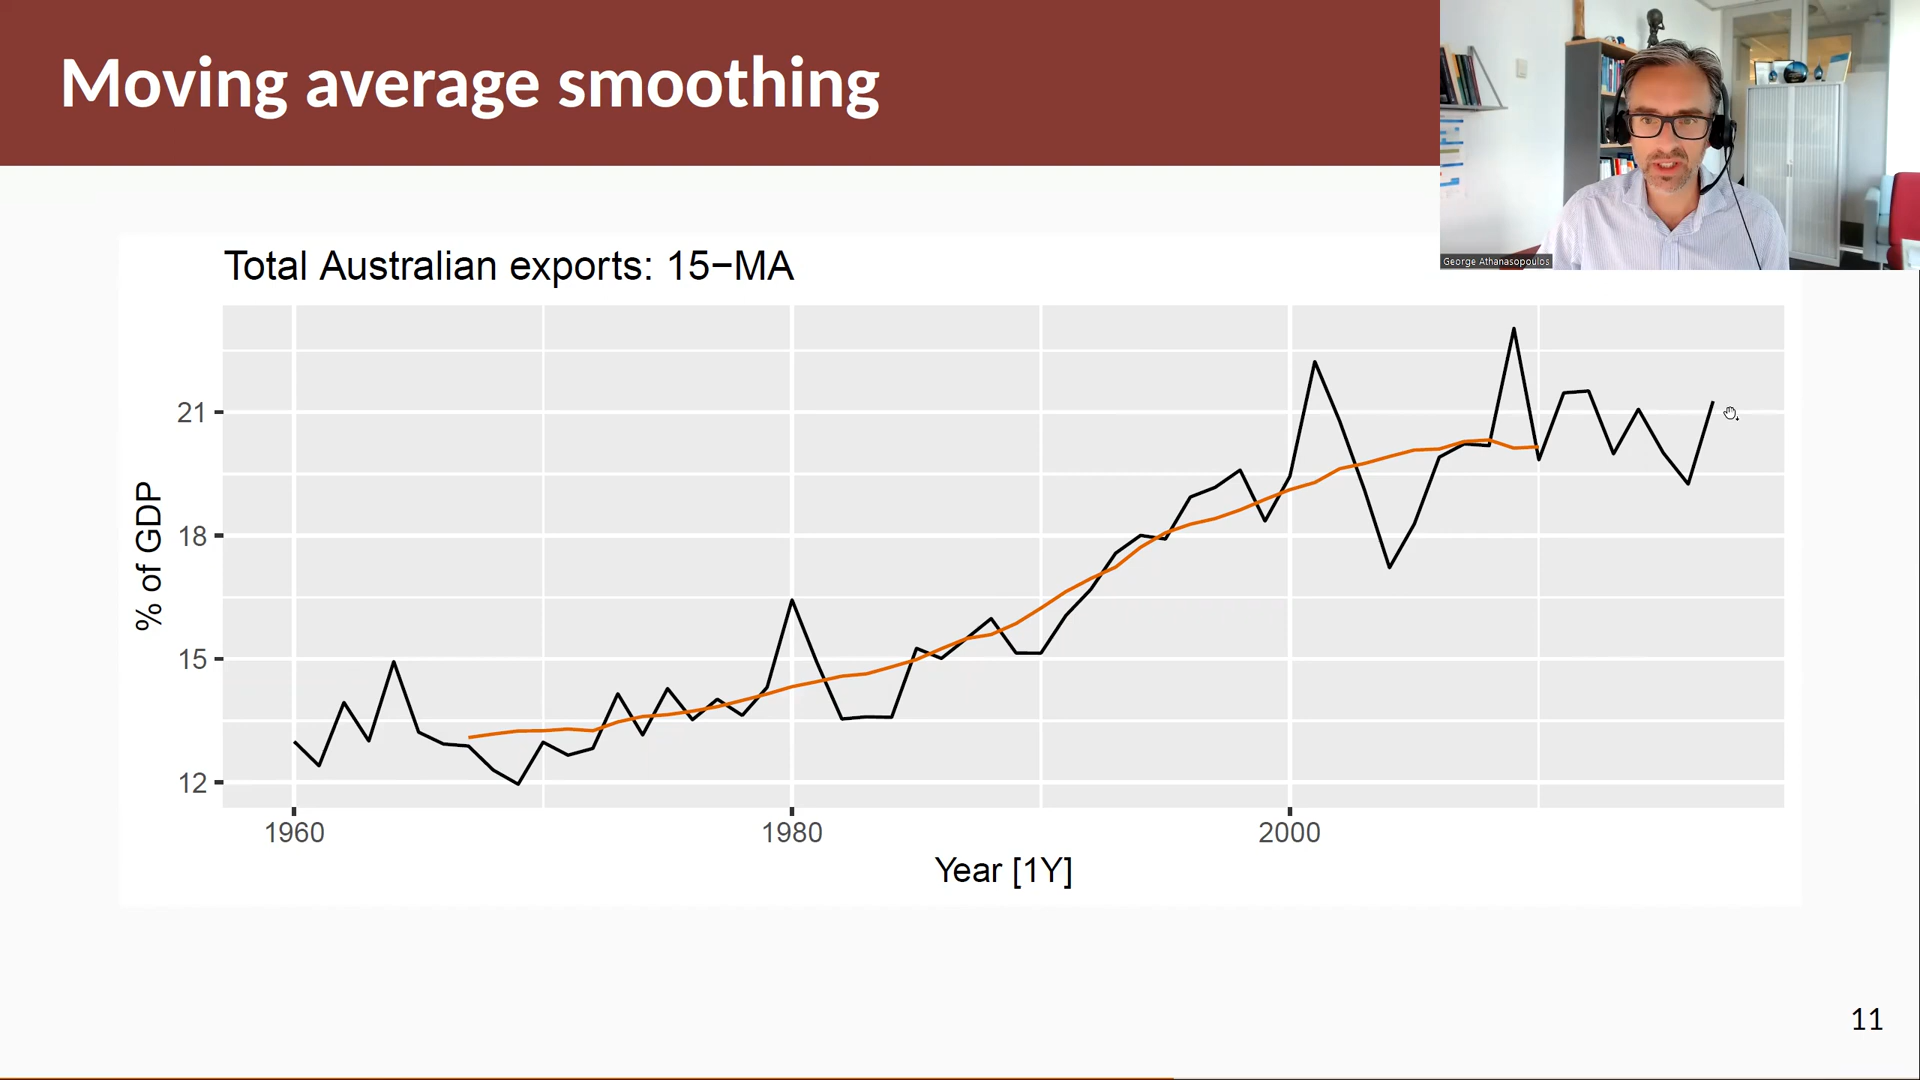 Moving average smoothing
George Athanasopoulos
Total Australian exports: 15−MA
% of GDP
21
18
15
12
1960 1980 2000
Year [1Y]
11